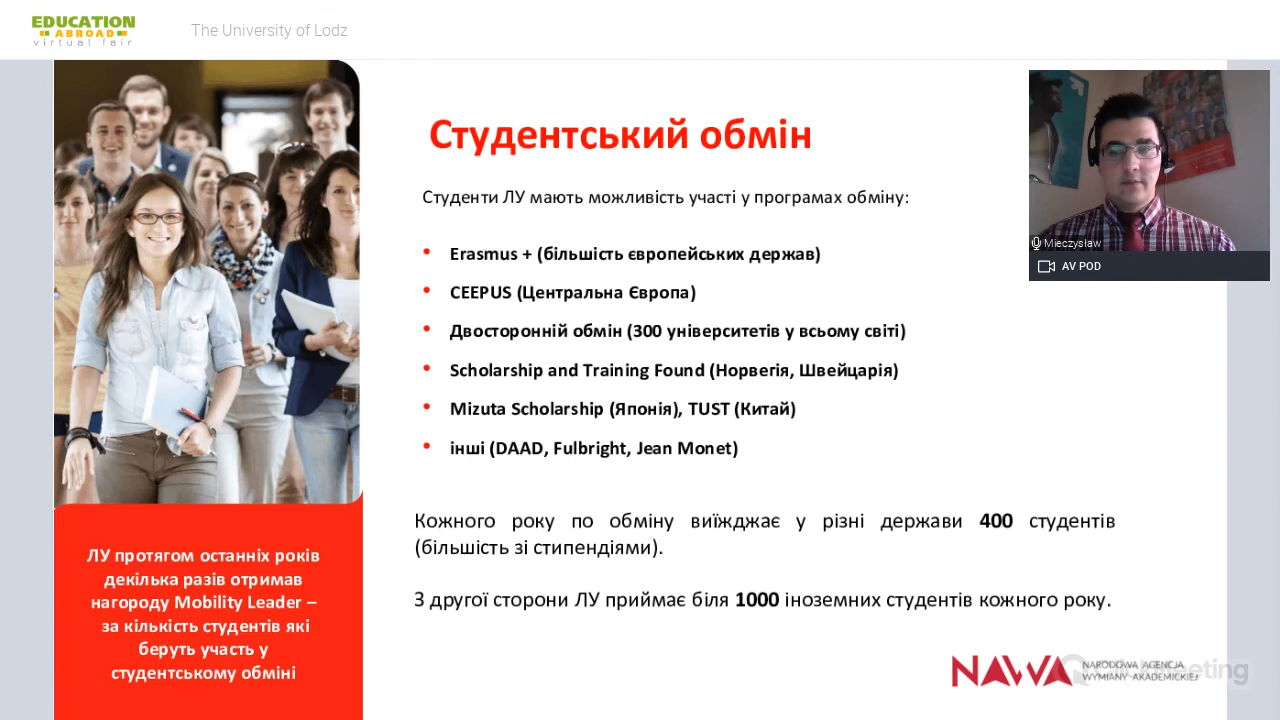 EDUCATION
ABROAD
virtual fair
The University of Lodz
Студентський обмін
Студенти ЛУ мають можливість участі у програмах обміну:
• Erasmus + (більшість європейських держав)
• CEEPUS (Центральна Європа)
• Двосторонній обмін (300 університетів у всьому світі)
• Scholarship and Training Found (Норвегія, Швейцарія)
• Mizuta Scholarship (Японія), TUST (Китай)
• інші (DAAD, Fulbright, Jean Monet)
Кожного року по обміну виїжджає у різні держави 400 студентів
(більшість зі стипендіями).
З другої сторони ЛУ приймає біля 1000 іноземних студентів кожного року.
ЛУ протягом останніх років
декілька разів отримав
нагороду Mobility Leader –
за кількість студентів які
беруть участь у
студентському обміні
Mieczysław
AV POD
NAWA
NARODOWA AGENCJA
WYMIANY AKADEMICKIEJ